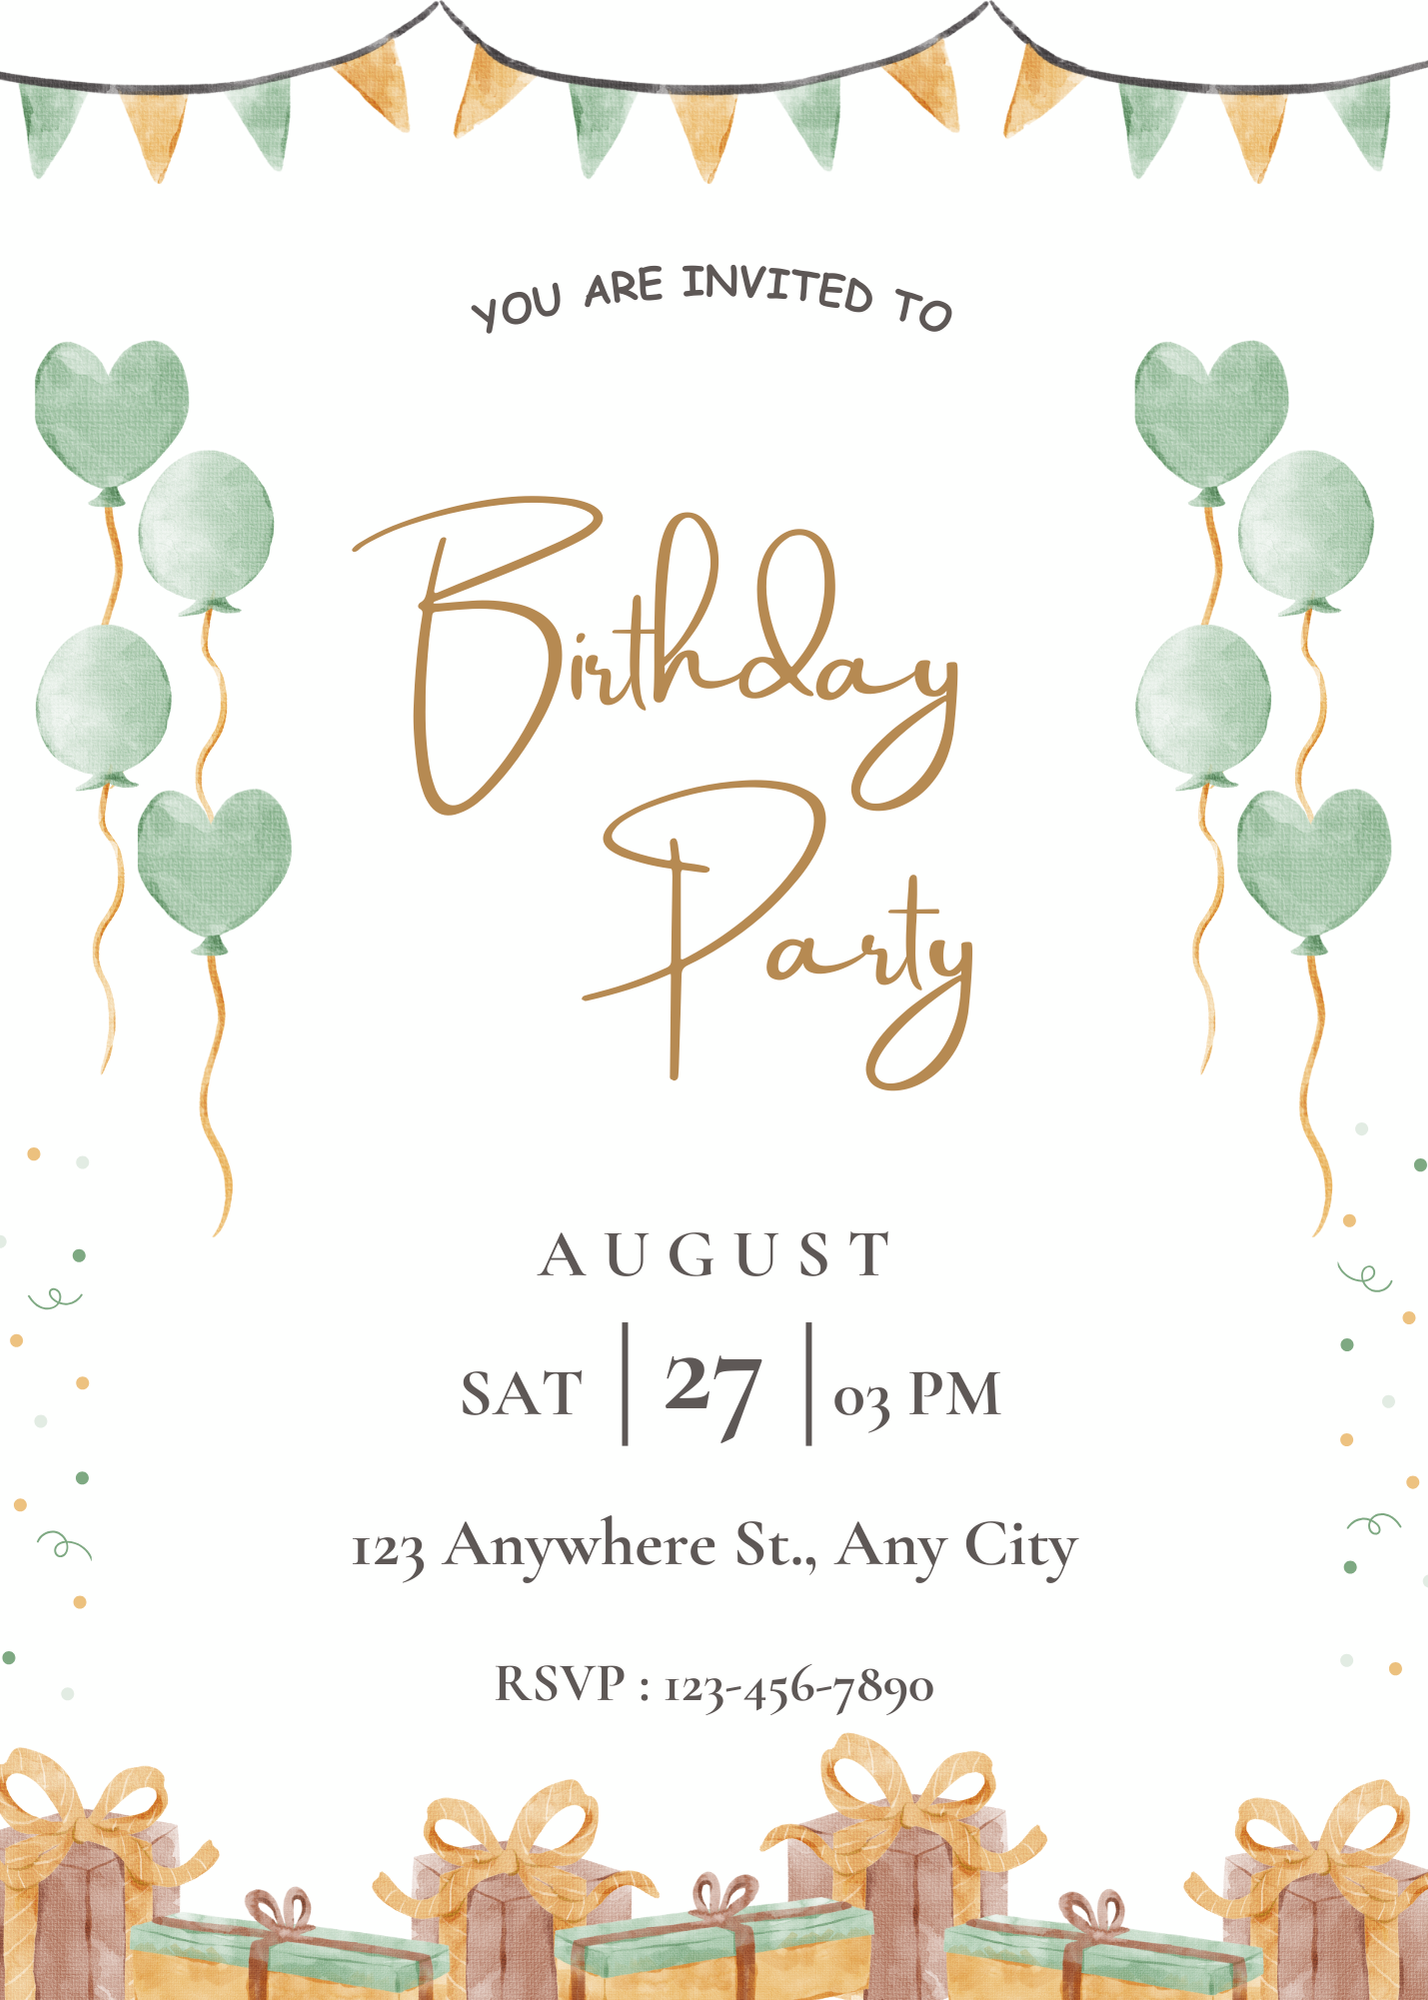 YOU ARE INVITED TO
Birthday
Party
AUGUST
SAT 27 03 PM
123 Anywhere St., Any City
RSVP : 123-456-7890